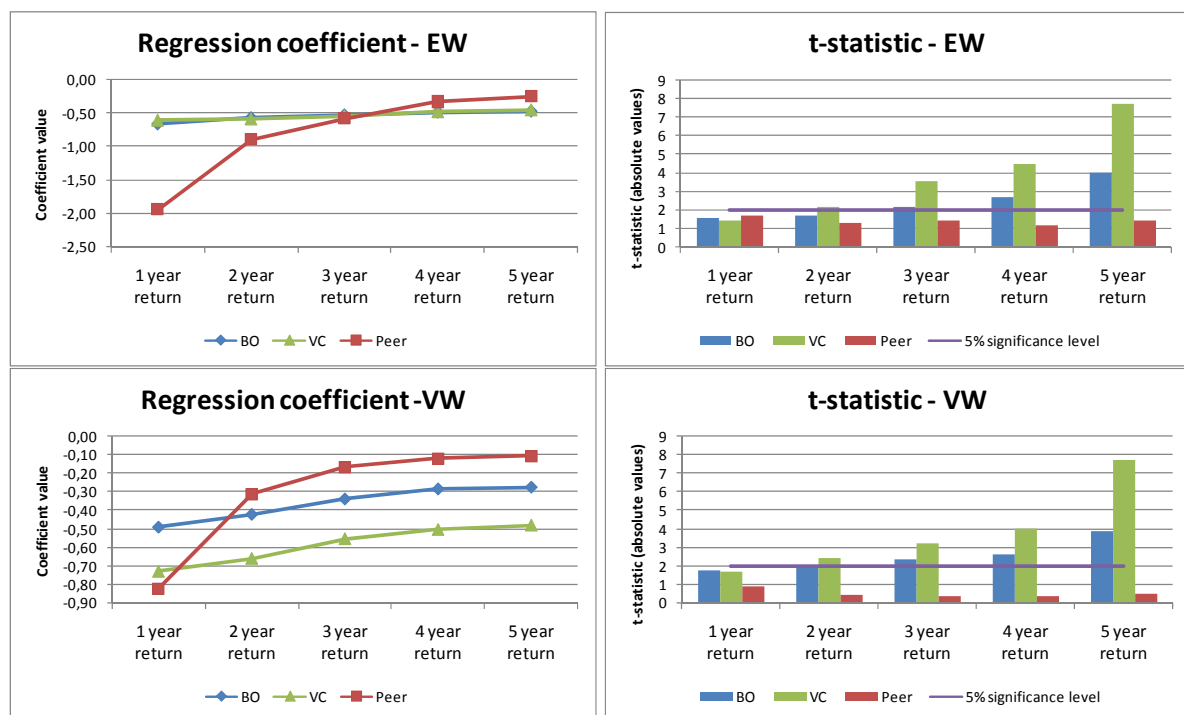 Regression coefficient - EW
Coefficient value
0,00
-0,50
-1,00
-1,50
-2,00
-2,50
1 year return
2 year return
3 year return
4 year return
5 year return
BO VC Peer
t-statistic - EW
t-statistic (absolute values)
9
8
7
6
5
4
3
2
1
0
1 year return
2 year return
3 year return
4 year return
5 year return
BO VC Peer 5% significance level
Regression coefficient -VW
Coefficient value
0,00
-0,10
-0,20
-0,30
-0,40
-0,50
-0,60
-0,70
-0,80
-0,90
1 year return
2 year return
3 year return
4 year return
5 year return
BO VC Peer
t-statistic - VW
t-statistic (absolute values)
9
8
7
6
5
4
3
2
1
0
1 year return
2 year return
3 year return
4 year return
5 year return
BO VC Peer 5% significance level